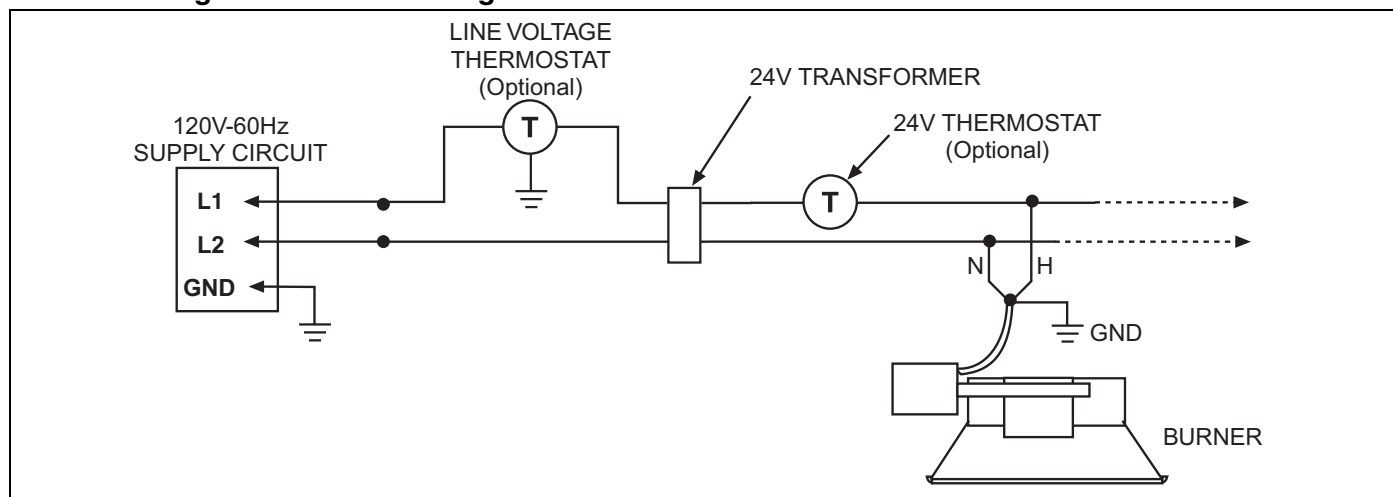 LINE VOLTAGE
THERMOSTAT
(Optional)
T
24V TRANSFORMER
24V THERMOSTAT
(Optional)
T
120V-60Hz
SUPPLY CIRCUIT
L1
L2
GND
N
H
GND
BURNER